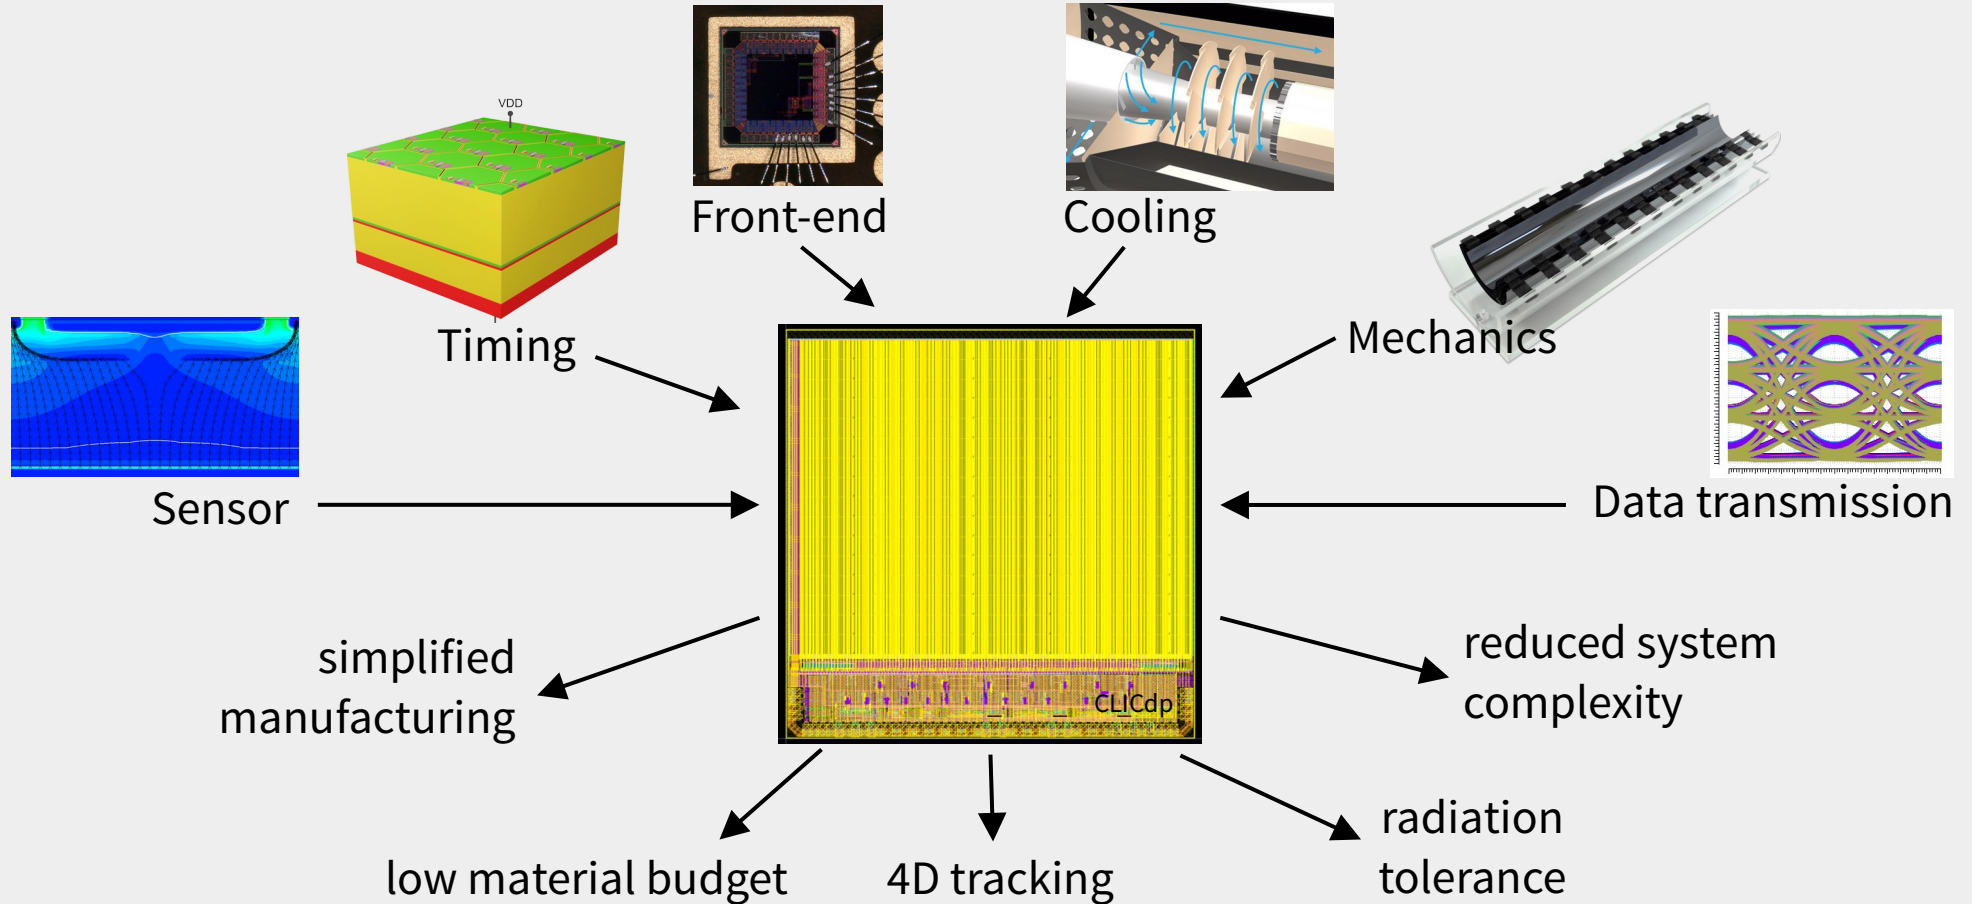 VDD
Front-end
Cooling
Timing
Mechanics
Sensor
Data transmission
CLICdp
simplified
manufacturing
reduced system
complexity
low material budget
4D tracking
radiation
tolerance